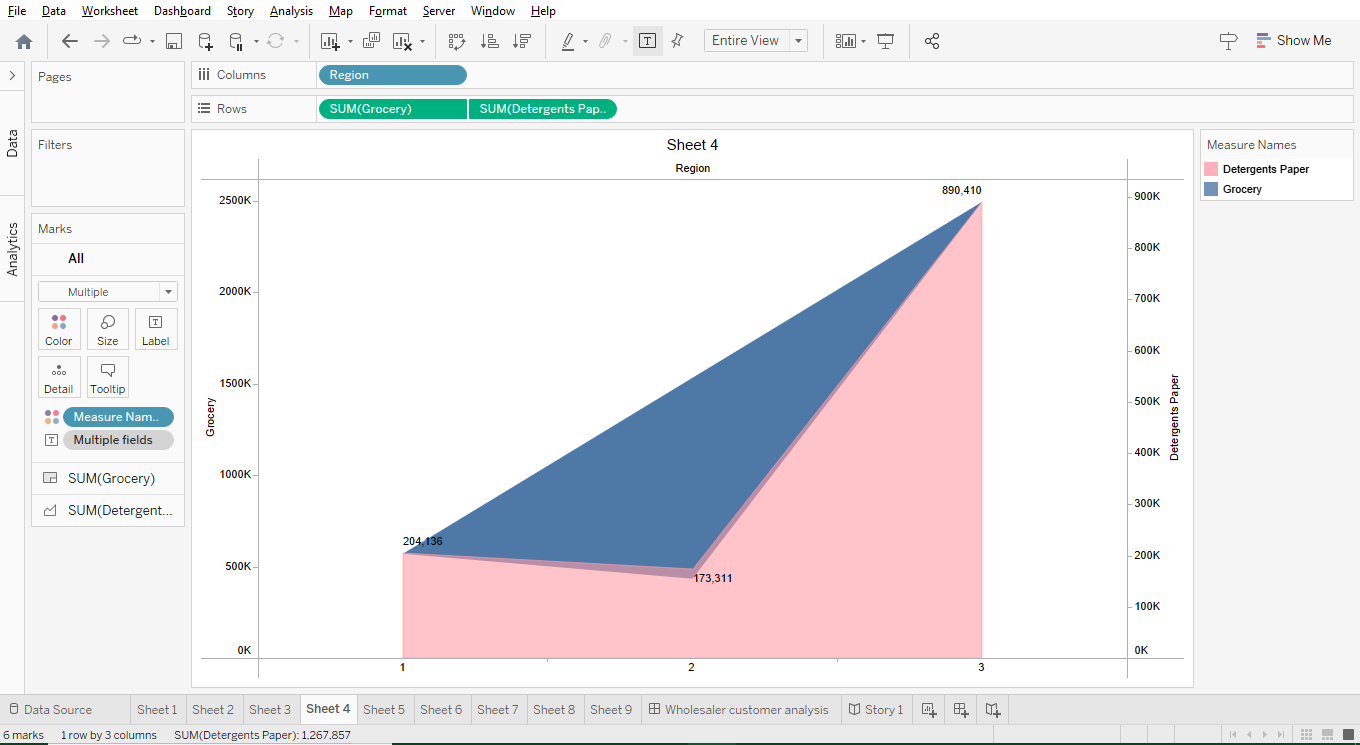 File Data Worksheet Dashboard Story Analysis Map Format Server Window Help
Entire View
Show Me
Pages
Columns
Region
Rows
SUM(Grocery)
SUM(Detergents Pap..
Data
Analytics
Filters
Marks
All
Multiple
Color Size Label
Detail Tooltip
Measure Nam..
T Multiple fields
SUM(Grocery)
SUM(Detergent...
Sheet 4
Region
Grocery
2500K
2000K
1500K
1000K
500K
0K
890,410
204,136
173,311
900K
800K
700K
600K
500K
400K
300K
200K
100K
0K
Detergents Paper
1 2 3
Measure Names
Detergents Paper
Grocery
Data Source Sheet 1 Sheet 2 Sheet 3 Sheet 4 Sheet 5 Sheet 6 Sheet 7 Sheet 8 Sheet 9 Wholesaler customer analysis Story 1
6 marks 1 row by 3 columns SUM(Detergents Paper): 1,267,857